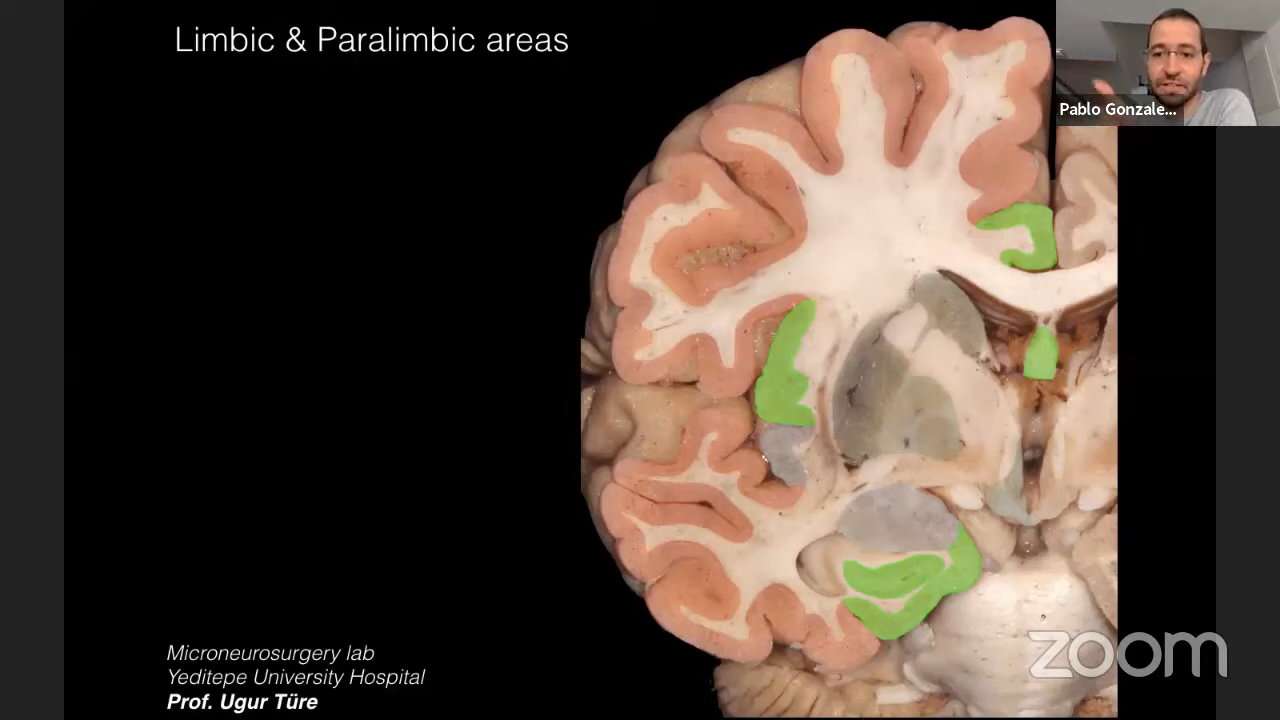 Limbic & Paralimbic areas
Pablo Gonzale...
Microneurosurgery lab
Yeditepe University Hospital
Prof. Ugur Türe
zoom